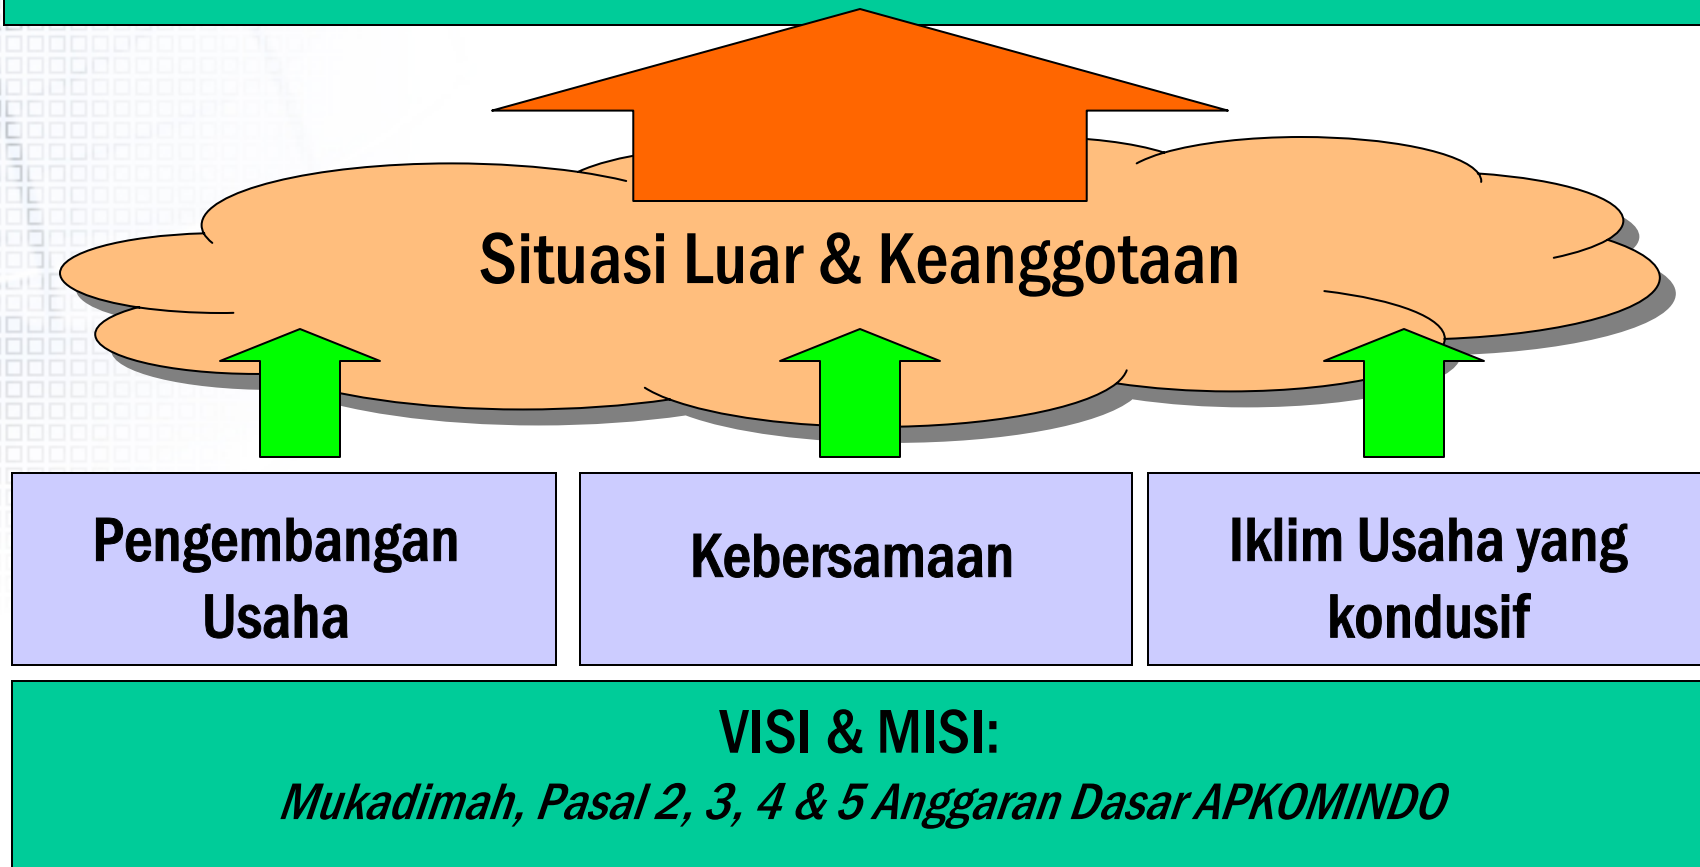 Situasi Luar & Keanggotaan
Pengembangan
Usaha
Kebersamaan
Iklim Usaha yang
kondusif
VISI & MISI:
Mukadimah, Pasal 2, 3, 4 & 5 Anggaran Dasar APKOMINDO